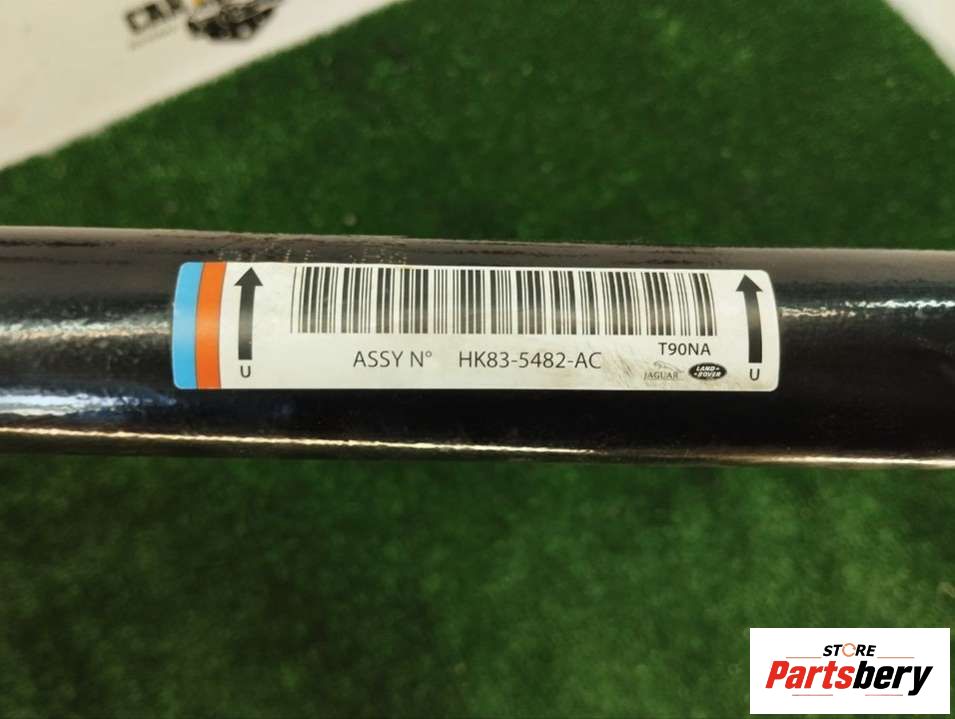 U
ASSY N° HK83-5482-AC
T90NA
JAGUAR
LAND ROVER
U
STORE
Partsbery